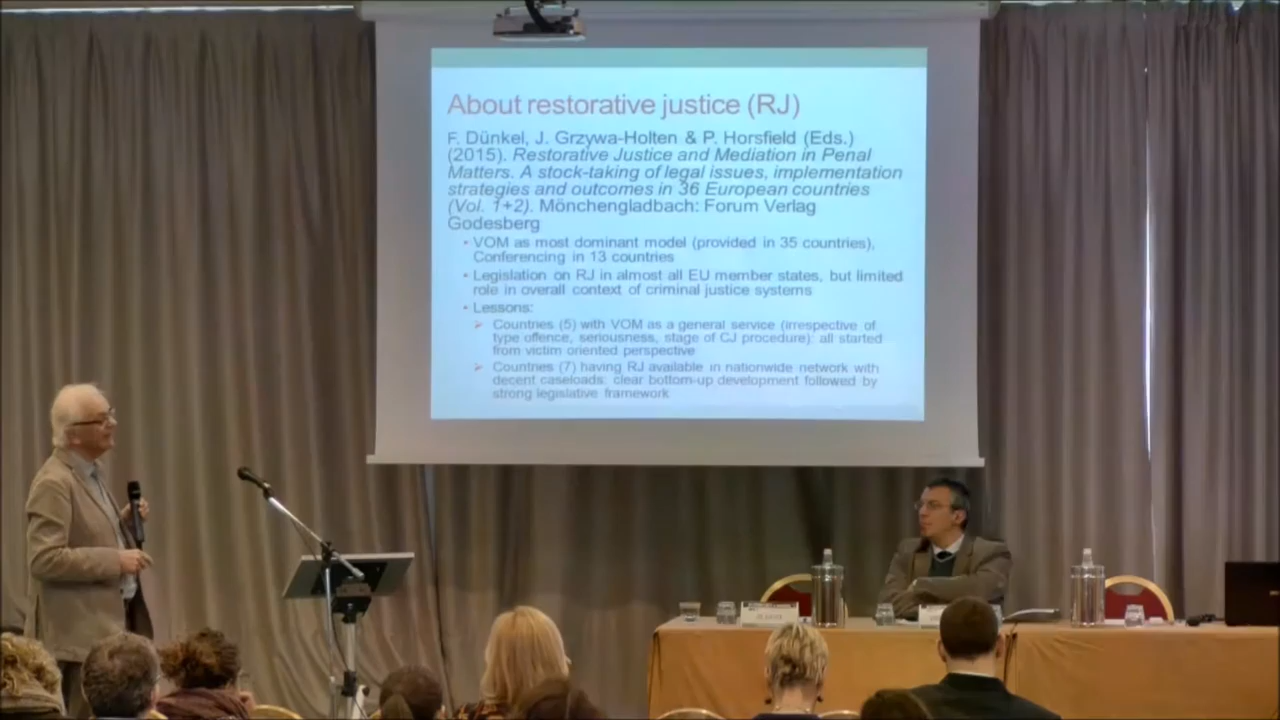 About restorative justice (RJ)
F. Dünkel, J. Grzywa-Holten & P. Horsfield (Eds.)
(2015). Restorative Justice and Mediation in Penal
Matters. A stock-taking of legal issues, implementation
strategies and outcomes in 36 European countries
(Vol. 1+2). Mönchengladbach: Forum Verlag
Godesberg
• VOM as most dominant model (provided in 35 countries),
Conferencing in 13 countries
• Legislation on RJ in almost all EU member states, but limited
role in overall context of criminal justice systems
• Lessons:
➢ Countries (5) with VOM as a general service (irrespective of
type offence, seriousness, stage of CJ procedure): all started
from victim oriented perspective
➢ Countries (7) having RJ available in nationwide network with
decent caseloads: clear bottom-up development followed by
strong legislative framework